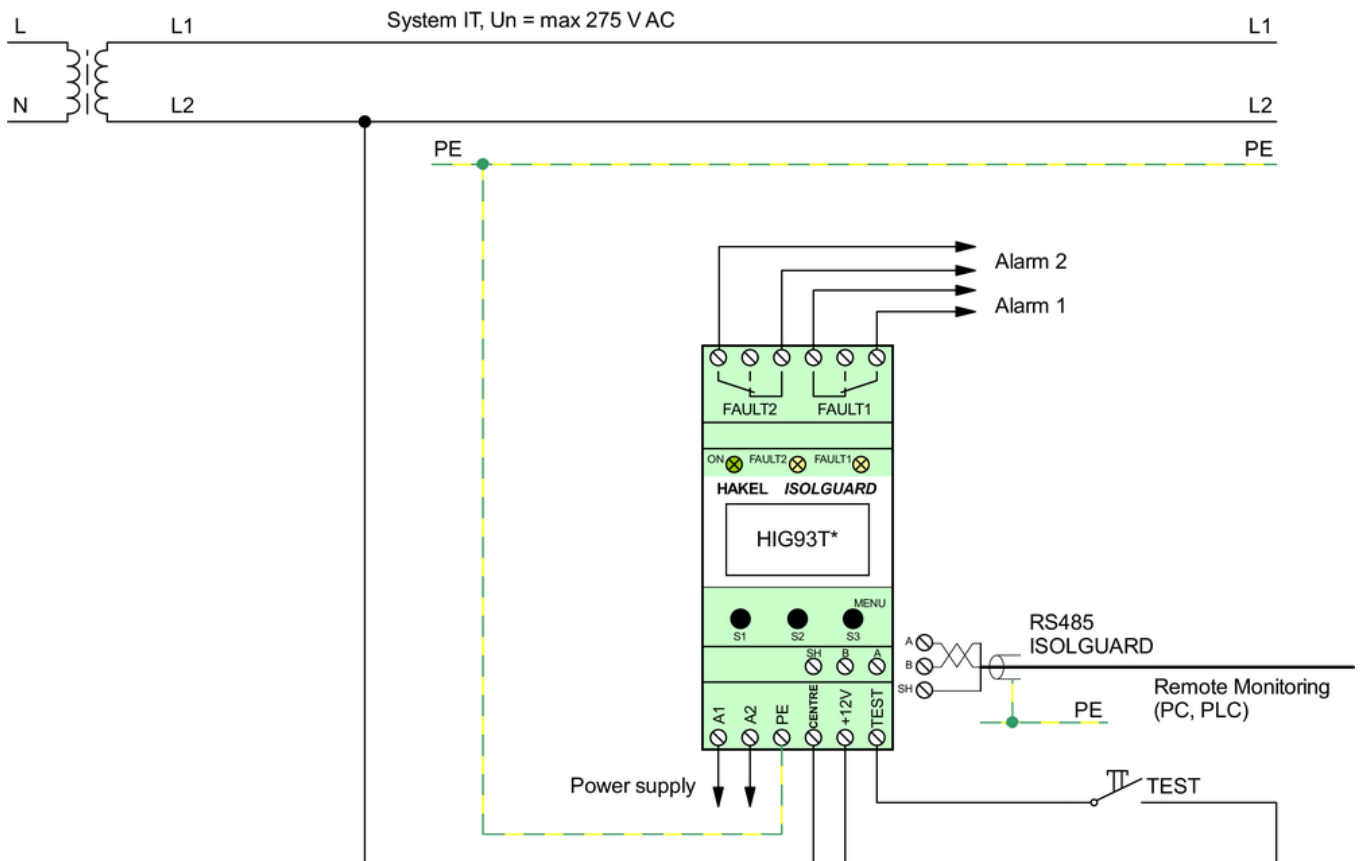 System IT, Un = max 275 V AC
L L1 L1
N L2 L2
PE PE
Alarm 2
Alarm 1
FAULT2 FAULT1
ON FAULT2 FAULT1
HAKEL ISOLGUARD
HIG93T*
MENU
S1 S2 S3
SH B A
A1 A2 PE CENTRE +12V TEST
A
B
SH
RS485
ISOLGUARD
Remote Monitoring
(PC, PLC)
PE
Power supply
TEST